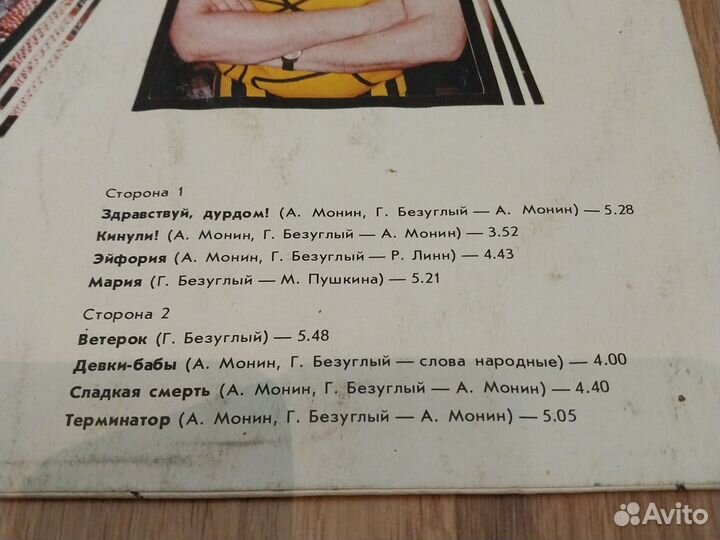 Сторона 1
Здравствуй, дурдом! (А. Монин, Г. Безуглый — А. Монин) — 5.28
Кинули! (А. Монин, Г. Безуглый — А. Монин) — 3.52
Эйфория (А. Монин, Г. Безуглый — Р. Линн) — 4.43
Мария (Г. Безуглый — М. Пушкина) — 5.21
Сторона 2
Ветерок (Г. Безуглый) — 5.48
Девки-бабы (А. Монин, Г. Безуглый — слова народные) — 4.00
Сладкая смерть (А. Монин, Г. Безуглый — А. Монин) — 4.40
Терминатор (А. Монин, Г. Безуглый — А. Монин) — 5.05
Avito